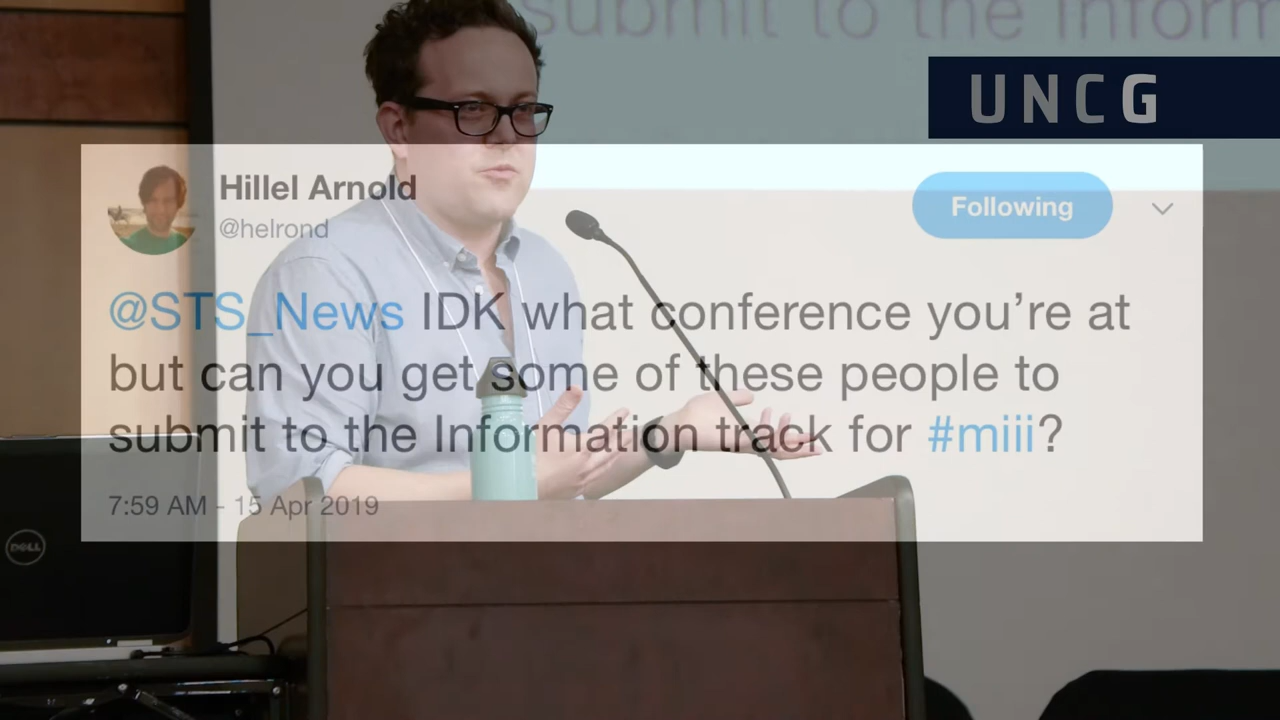 submit to the Inform
UNCG
Hillel Arnold
@helrond
Following
@STS_News IDK what conference you’re at
but can you get some of these people to
submit to the Information track for #miii?
7:59 AM - 15 Apr 2019
DELL